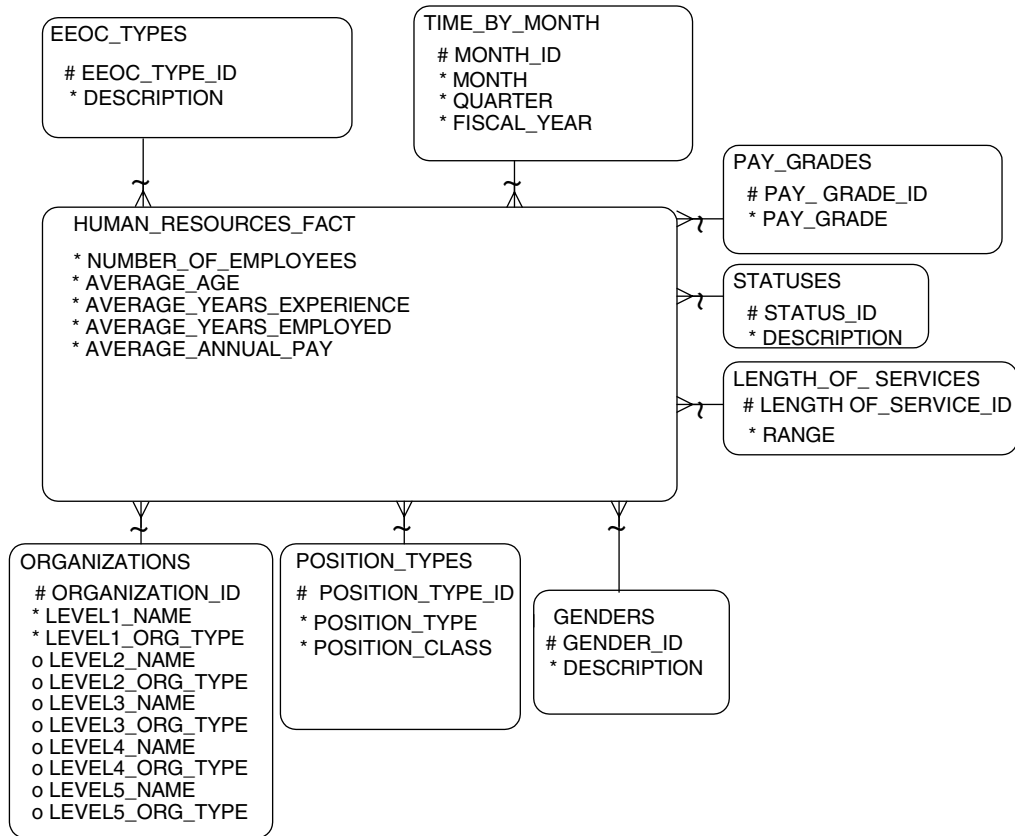 EEOC_TYPES
# EEOC_TYPE_ID
* DESCRIPTION
TIME_BY_MONTH
# MONTH_ID
* MONTH
* QUARTER
* FISCAL_YEAR
PAY_GRADES
# PAY_ GRADE_ID
* PAY_GRADE
HUMAN_RESOURCES_FACT
* NUMBER_OF_EMPLOYEES
* AVERAGE_AGE
* AVERAGE_YEARS_EXPERIENCE
* AVERAGE_YEARS_EMPLOYED
* AVERAGE_ANNUAL_PAY
STATUSES
# STATUS_ID
* DESCRIPTION
LENGTH_OF_ SERVICES
# LENGTH OF_SERVICE_ID
* RANGE
ORGANIZATIONS
# ORGANIZATION_ID
* LEVEL1_NAME
* LEVEL1_ORG_TYPE
o LEVEL2_NAME
o LEVEL2_ORG_TYPE
o LEVEL3_NAME
o LEVEL3_ORG_TYPE
o LEVEL4_NAME
o LEVEL4_ORG_TYPE
o LEVEL5_NAME
o LEVEL5_ORG_TYPE
POSITION_TYPES
# POSITION_TYPE_ID
* POSITION_TYPE
* POSITION_CLASS
GENDERS
# GENDER_ID
* DESCRIPTION